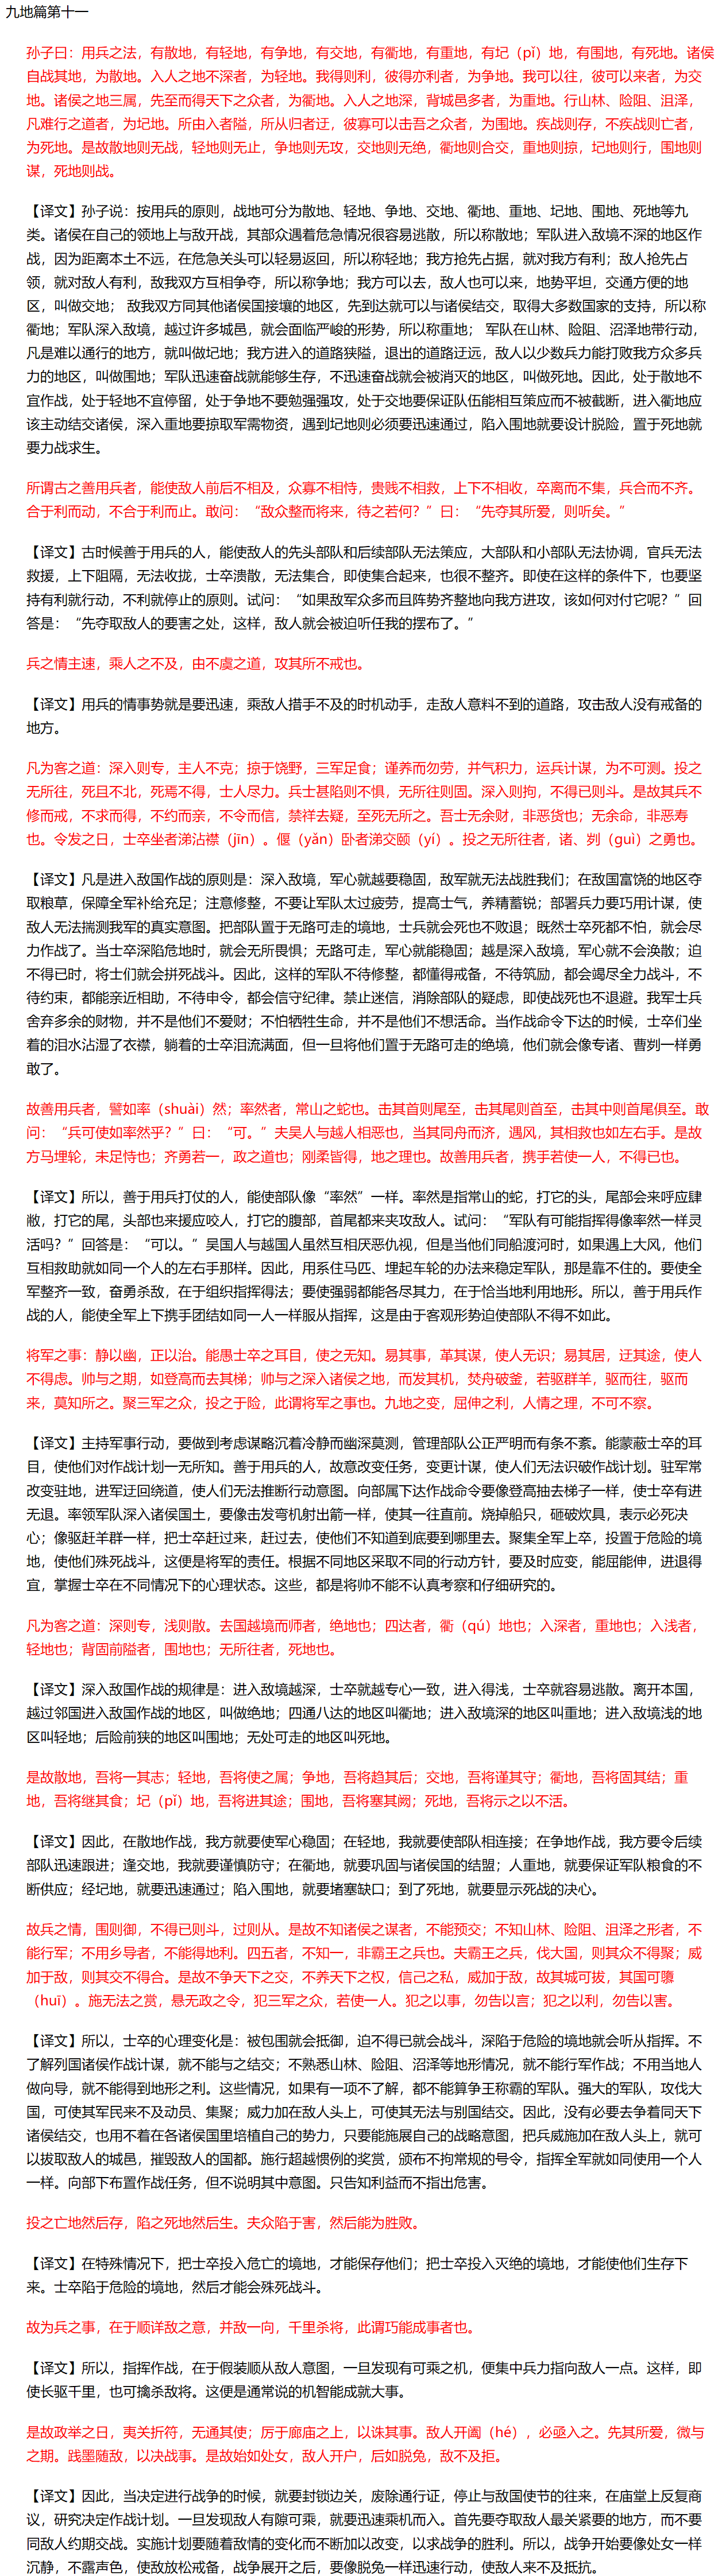 九地篇第十一
孙子曰：用兵之法，有散地，有轻地，有争地，有交地，有衢地，有重地，有圮（pǐ）地，有围地，有死地。诸侯
自战其地，为散地。入人之地不深者，为轻地。我得则利，彼得亦利者，为争地。我可以往，彼可以来者，为交
地。诸侯之地三属，先至而得天下之众者，为衢地。入人之地深，背城邑多者，为重地。行山林、险阻、沮泽，
凡难行之道者，为圮地。所由入者隘，所从归者迂，彼寡可以击吾之众者，为围地。疾战则存，不疾战则亡者，
为死地。是故散地则无战，轻地则无止，争地则无攻，交地则无绝，衢地则合交，重地则掠，圮地则行，围地则
谋，死地则战。
【译文】孙子说：按用兵的原则，战地可分为散地、轻地、争地、交地、衢地、重地、圮地、围地、死地等九
类。诸侯在自己的领地上与敌开战，其部众遇着危急情况很容易逃散，所以称散地；军队进入敌境不深的地区作
战，因为距离本土不远，在危急关头可以轻易返回，所以称轻地；我方抢先占据，就对我方有利；敌人抢先占
领，就对敌人有利，敌我双方互相争夺，所以称争地；我方可以去，敌人也可以来，地势平坦，交通方便的地
区，叫做交地； 敌我双方同其他诸侯国接壤的地区，先到达就可以与诸侯结交，取得大多数国家的支持，所以称
衢地；军队深入敌境，越过许多城邑，就会面临严峻的形势，所以称重地； 军队在山林、险阻、沼泽地带行动，
凡是难以通行的地方，就叫做圮地；我方进入的道路狭隘，退出的道路迂远，敌人以少数兵力能打败我方众多兵
力的地区，叫做围地；军队迅速奋战就能够生存，不迅速奋战就会被消灭的地区，叫做死地。因此，处于散地不
宜作战，处于轻地不宜停留，处于争地不要勉强强攻，处于交地要保证队伍能相互策应而不被截断，进入衢地应
该主动结交诸侯，深入重地要掠取军需物资，遇到圮地则必须要迅速通过，陷入围地就要设计脱险，置于死地就
要力战求生。
所谓古之善用兵者，能使敌人前后不相及，众寡不相恃，贵贱不相救，上下不相收，卒离而不集，兵合而不齐。
合于利而动，不合于利而止。敢问：“敌众整而将来，待之若何？”曰：“先夺其所爱，则听矣。”
【译文】古时候善于用兵的人，能使敌人的先头部队和后续部队无法策应，大部队和小部队无法协调，官兵无法
救援，上下阻隔，无法收拢，士卒溃散，无法集合，即使集合起来，也很不整齐。即使在这样的条件下，也要坚
持有利就行动，不利就停止的原则。试问：“如果敌军众多而且阵势齐整地向我方进攻，该如何对付它呢？”回
答是：“先夺取敌人的要害之处，这样，敌人就会被迫听任我的摆布了。”
兵之情主速，乘人之不及，由不虞之道，攻其所不戒也。
【译文】用兵的情事势就是要迅速，乘敌人措手不及的时机动手，走敌人意料不到的道路，攻击敌人没有戒备的
地方。
凡为客之道：深入则专，主人不克；掠于饶野，三军足食；谨养而勿劳，并气积力，运兵计谋，为不可测。投之
无所往，死且不北，死焉不得，士人尽力。兵士甚陷则不惧，无所往则固。深入则拘，不得已则斗。是故其兵不
修而戒，不求而得，不约而亲，不令而信，禁祥去疑，至死无所之。吾士无余财，非恶货也；无余命，非恶寿
也。令发之日，士卒坐者涕沾襟（jīn）。偃（yǎn）卧者涕交颐（yí）。投之无所往者，诸、刿（guì）之勇也。
【译文】凡是进入敌国作战的原则是：深入敌境，军心就越要稳固，敌军就无法战胜我们；在敌国富饶的地区夺
取粮草，保障全军补给充足；注意修整，不要让军队太过疲劳，提高士气，养精蓄锐；部署兵力要巧用计谋，使
敌人无法揣测我军的真实意图。把部队置于无路可走的境地，士兵就会死也不败退；既然士卒死都不怕，就会尽
力作战了。当士卒深陷危地时，就会无所畏惧；无路可走，军心就能稳固；越是深入敌境，军心就不会涣散；迫
不得已时，将士们就会拼死战斗。因此，这样的军队不待修整，都懂得戒备，不待筑励，都会竭尽全力战斗，不
待约束，都能亲近相助，不待申令，都会信守纪律。禁止迷信，消除部队的疑虑，即使战死也不退避。我军士兵
舍弃多余的财物，并不是他们不爱财；不怕牺牲生命，并不是他们不想活命。当作战命令下达的时候，士卒们坐
着的泪水沾湿了衣襟，躺着的士卒泪流满面，但一旦将他们置于无路可走的绝境，他们就会像专诸、曹刿一样勇
敢了。
故善用兵者，譬如率（shuài）然；率然者，常山之蛇也。击其首则尾至，击其尾则首至，击其中则首尾俱至。敢
问：“兵可使如率然乎？”曰：“可。”夫吴人与越人相恶也，当其同舟而济，遇风，其相救也如左右手。是故
方马埋轮，未足恃也；齐勇若一，政之道也；刚柔皆得，地之理也。故善用兵者，携手若使一人，不得已也。
【译文】所以，善于用兵打仗的人，能使部队像“率然”一样。率然是指常山的蛇，打它的头，尾部会来呼应肆
敝，打它的尾，头部也来援应咬人，打它的腹部，首尾都来夹攻敌人。试问：“军队有可能指挥得像率然一样灵
活吗？”回答是：“可以。”吴国人与越国人虽然互相厌恶仇视，但是当他们同船渡河时，如果遇上大风，他们
互相救助就如同一个人的左右手那样。因此，用系住马匹、埋起车轮的办法来稳定军队，那是靠不住的。要使全
军整齐一致，奋勇杀敌，在于组织指挥得法；要使强弱都能各尽其力，在于恰当地利用地形。所以，善于用兵作
战的人，能使全军上下携手团结如同一人一样服从指挥，这是由于客观形势迫使部队不得不如此。
将军之事：静以幽，正以治。能愚士卒之耳目，使之无知。易其事，革其谋，使人无识；易其居，迂其途，使人
不得虑。帅与之期，如登高而去其梯；帅与之深入诸侯之地，而发其机，焚舟破釜，若驱群羊，驱而往，驱而
来，莫知所之。聚三军之众，投之于险，此谓将军之事也。九地之变，屈伸之利，人情之理，不可不察。
【译文】主持军事行动，要做到考虑谋略沉着冷静而幽深莫测，管理部队公正严明而有条不紊。能蒙蔽士卒的耳
目，使他们对作战计划一无所知。善于用兵的人，故意改变任务，变更计谋，使人们无法识破作战计划。驻军常
改变驻地，进军迂回绕道，使人们无法推断行动意图。向部属下达作战命令要像登高抽去梯子一样，使士卒有进
无退。率领军队深入诸侯国土，要像击发弯机射出箭一样，使其一往直前。烧掉船只，砸破炊具，表示必死决
心；像驱赶羊群一样，把士卒赶过来，赶过去，使他们不知道到底要到哪里去。聚集全军上卒，投置于危险的境
地，使他们殊死战斗，这便是将军的责任。根据不同地区采取不同的行动方针，要及时应变，能屈能伸，进退得
宜，掌握士卒在不同情况下的心理状态。这些，都是将帅不能不认真考察和仔细研究的。
凡为客之道：深则专，浅则散。去国越境而师者，绝地也；四达者，衢（qú）地也；入深者，重地也；入浅者，
轻地也；背固前隘者，围地也；无所往者，死地也。
【译文】深入敌国作战的规律是：进入敌境越深，士卒就越专心一致，进入得浅，士卒就容易逃散。离开本国，
越过邻国进入敌国作战的地区，叫做绝地；四通八达的地区叫衢地；进入敌境深的地区叫重地；进入敌境浅的地
区叫轻地；后险前狭的地区叫围地；无处可走的地区叫死地。
是故散地，吾将一其志；轻地，吾将使之属；争地，吾将趋其后；交地，吾将谨其守；衢地，吾将固其结；重
地，吾将继其食；圮（pǐ）地，吾将进其途；围地，吾将塞其阙；死地，吾将示之以不活。
【译文】因此，在散地作战，我方就要使军心稳固；在轻地，我就要使部队相连接；在争地作战，我方要令后续
部队迅速跟进；逢交地，我就要谨慎防守；在衢地，就要巩固与诸侯国的结盟；人重地，就要保证军队粮食的不
断供应；经圮地，就要迅速通过；陷入围地，就要堵塞缺口；到了死地，就要显示死战的决心。
故兵之情，围则御，不得已则斗，过则从。是故不知诸侯之谋者，不能预交；不知山林、险阻、沮泽之形者，不
能行军；不用乡导者，不能得地利。四五者，不知一，非霸王之兵也。夫霸王之兵，伐大国，则其众不得聚；威
加于敌，则其交不得合。是故不争天下之交，不养天下之权，信己之私，威加于敌，故其城可拔，其国可隳
（huī）。施无法之赏，悬无政之令，犯三军之众，若使一人。犯之以事，勿告以言；犯之以利，勿告以害。
【译文】所以，士卒的心理变化是：被包围就会抵御，迫不得已就会战斗，深陷于危险的境地就会听从指挥。不
了解列国诸侯作战计谋，就不能与之结交；不熟悉山林、险阻、沼泽等地形情况，就不能行军作战；不用当地人
做向导，就不能得到地形之利。这些情况，如果有一项不了解，都不能算争王称霸的军队。强大的军队，攻伐大
国，可使其军民来不及动员、集聚；威力加在敌人头上，可使其无法与别国结交。因此，没有必要去争着同天下
诸侯结交，也用不着在各诸侯国里培植自己的势力，只要能施展自己的战略意图，把兵威施加在敌人头上，就可
以拔取敌人的城邑，摧毁敌人的国都。施行超越惯例的奖赏，颁布不拘常规的号令，指挥全军就如同使用一个人
一样。向部下布置作战任务，但不说明其中意图。只告知利益而不指出危害。
投之亡地然后存，陷之死地然后生。夫众陷于害，然后能为胜败。
【译文】在特殊情况下，把士卒投入危亡的境地，才能保存他们；把士卒投入灭绝的境地，才能使他们生存下
来。士卒陷于危险的境地，然后才能会殊死战斗。
故为兵之事，在于顺详敌之意，并敌一向，千里杀将，此谓巧能成事者也。
【译文】所以，指挥作战，在于假装顺从敌人意图，一旦发现有可乘之机，便集中兵力指向敌人一点。这样，即
使长驱千里，也可擒杀敌将。这便是通常说的机智能成就大事。
是故政举之日，夷关折符，无通其使；厉于廊庙之上，以诛其事。敌人开阖（hé），必亟入之。先其所爱，微与
之期。践墨随敌，以决战事。是故始如处女，敌人开户，后如脱兔，敌不及拒。
【译文】因此，当决定进行战争的时候，就要封锁边关，废除通行证，停止与敌国使节的往来，在庙堂上反复商
议，研究决定作战计划。一旦发现敌人有隙可乘，就要迅速乘机而入。首先要夺取敌人最关紧要的地方，而不要
同敌人约期交战。实施计划要随着敌情的变化而不断加以改变，以求战争的胜利。所以，战争开始要像处女一样
沉静，不露声色，使敌放松戒备，战争展开之后，要像脱兔一样迅速行动，使敌人来不及抵抗。